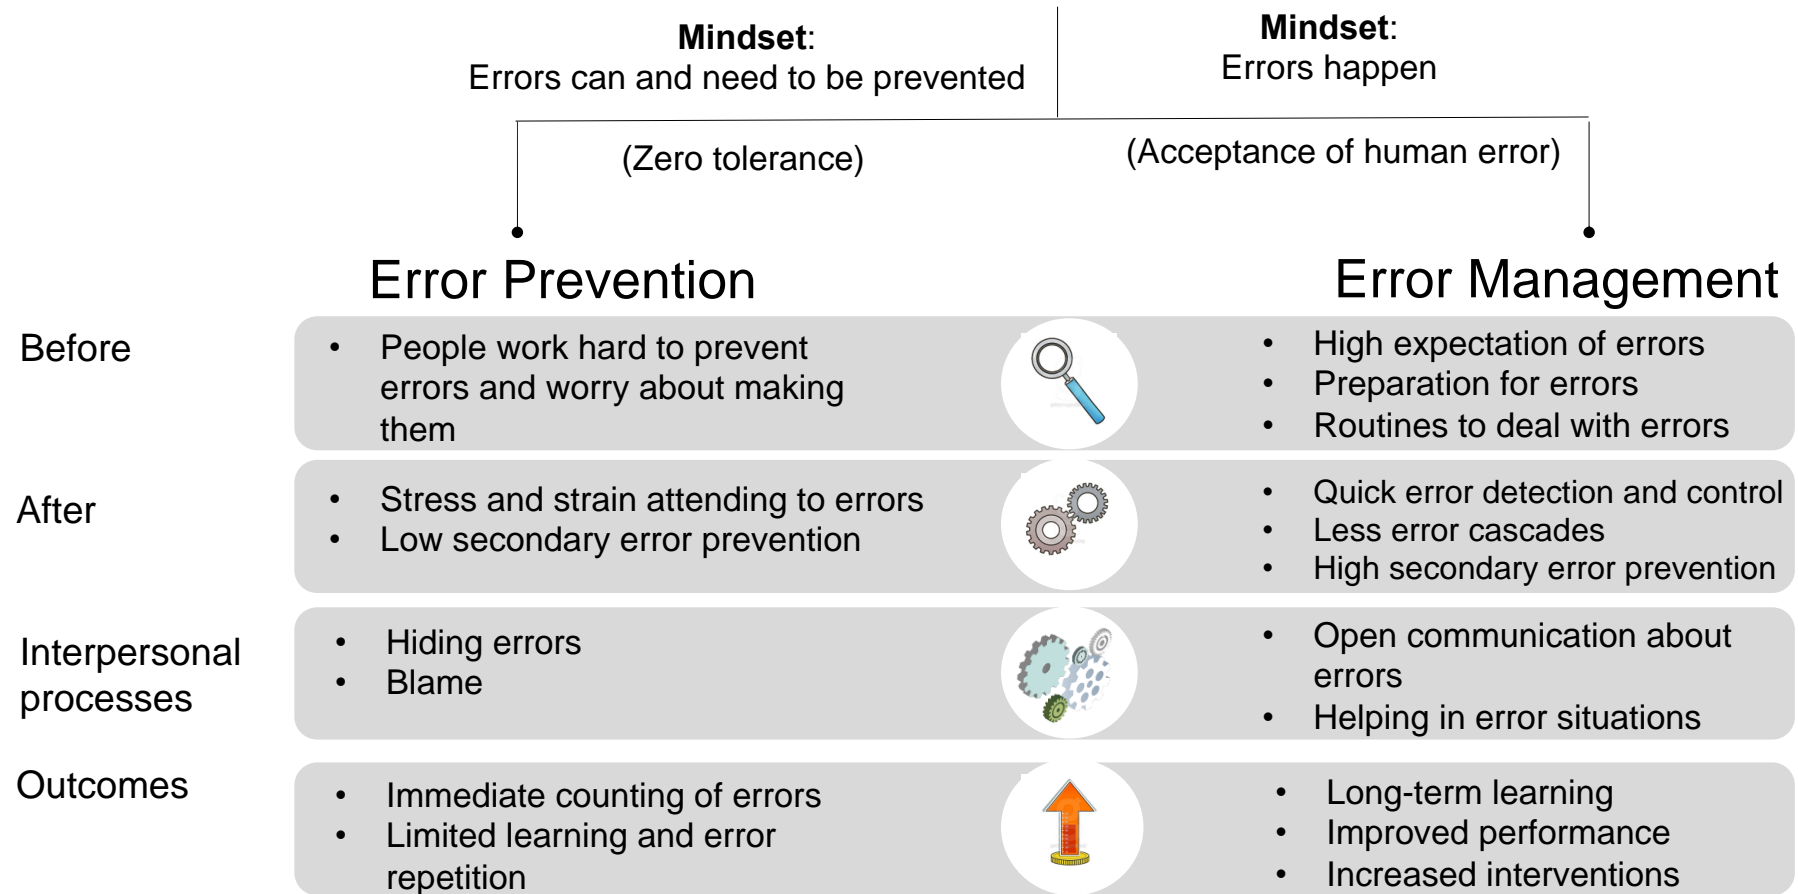 Mindset:
Errors can and need to be prevented
Mindset:
Errors happen
(Zero tolerance)
(Acceptance of human error)
Error Prevention
Error Management
Before
• People work hard to prevent
errors and worry about making
them
• High expectation of errors
• Preparation for errors
• Routines to deal with errors
After
• Stress and strain attending to errors
• Low secondary error prevention
• Quick error detection and control
• Less error cascades
• High secondary error prevention
Interpersonal
processes
• Hiding errors
• Blame
• Open communication about
errors
• Helping in error situations
Outcomes
• Immediate counting of errors
• Limited learning and error
repetition
• Long-term learning
• Improved performance
• Increased interventions